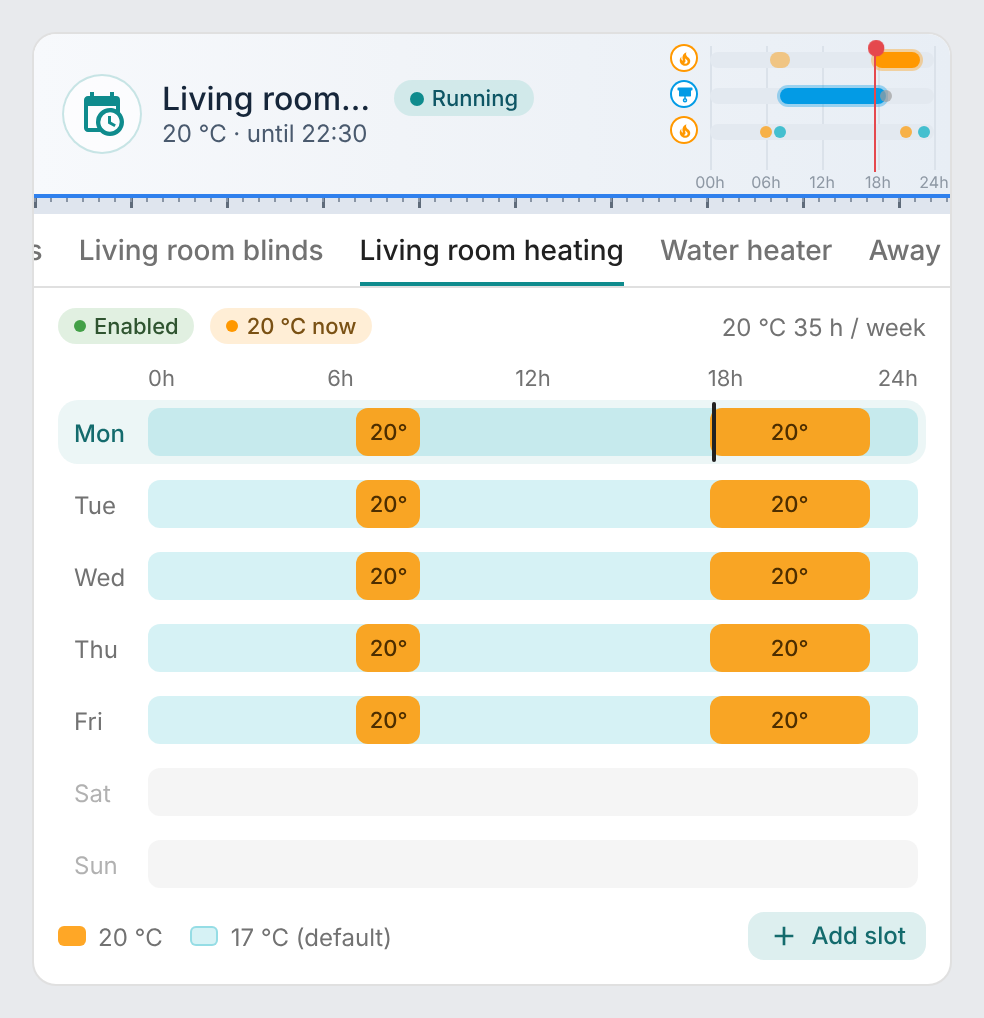 Living room...
Running
20 °C · until 22:30
00h 06h 12h 18h 24h
s Living room blinds Living room heating Water heater Away
Enabled 20 °C now 20 °C 35 h / week
0h 6h 12h 18h 24h
Mon 20° 20°
Tue 20° 20°
Wed 20° 20°
Thu 20° 20°
Fri 20° 20°
Sat
Sun
20 °C 17 °C (default) + Add slot